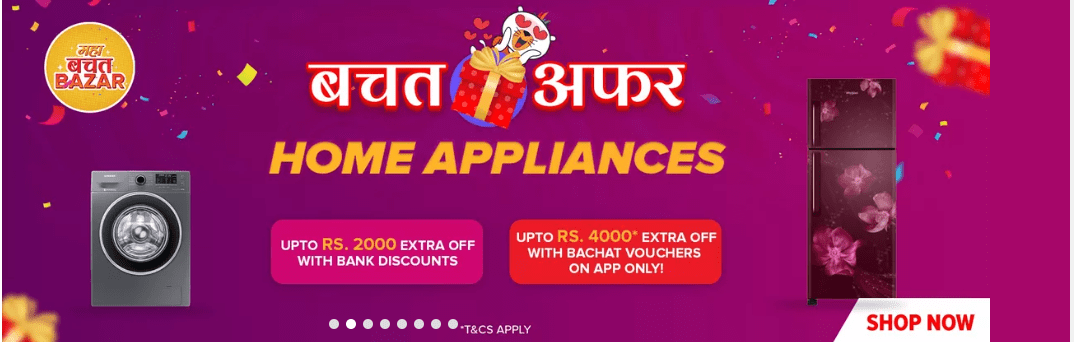 महा
बचत
BAZAR
बचत अफर
HOME APPLIANCES
UPTO RS. 2000 EXTRA OFF
WITH BANK DISCOUNTS
UPTO RS. 4000* EXTRA OFF
WITH BACHAT VOUCHERS
ON APP ONLY!
*T&CS APPLY
SHOP NOW